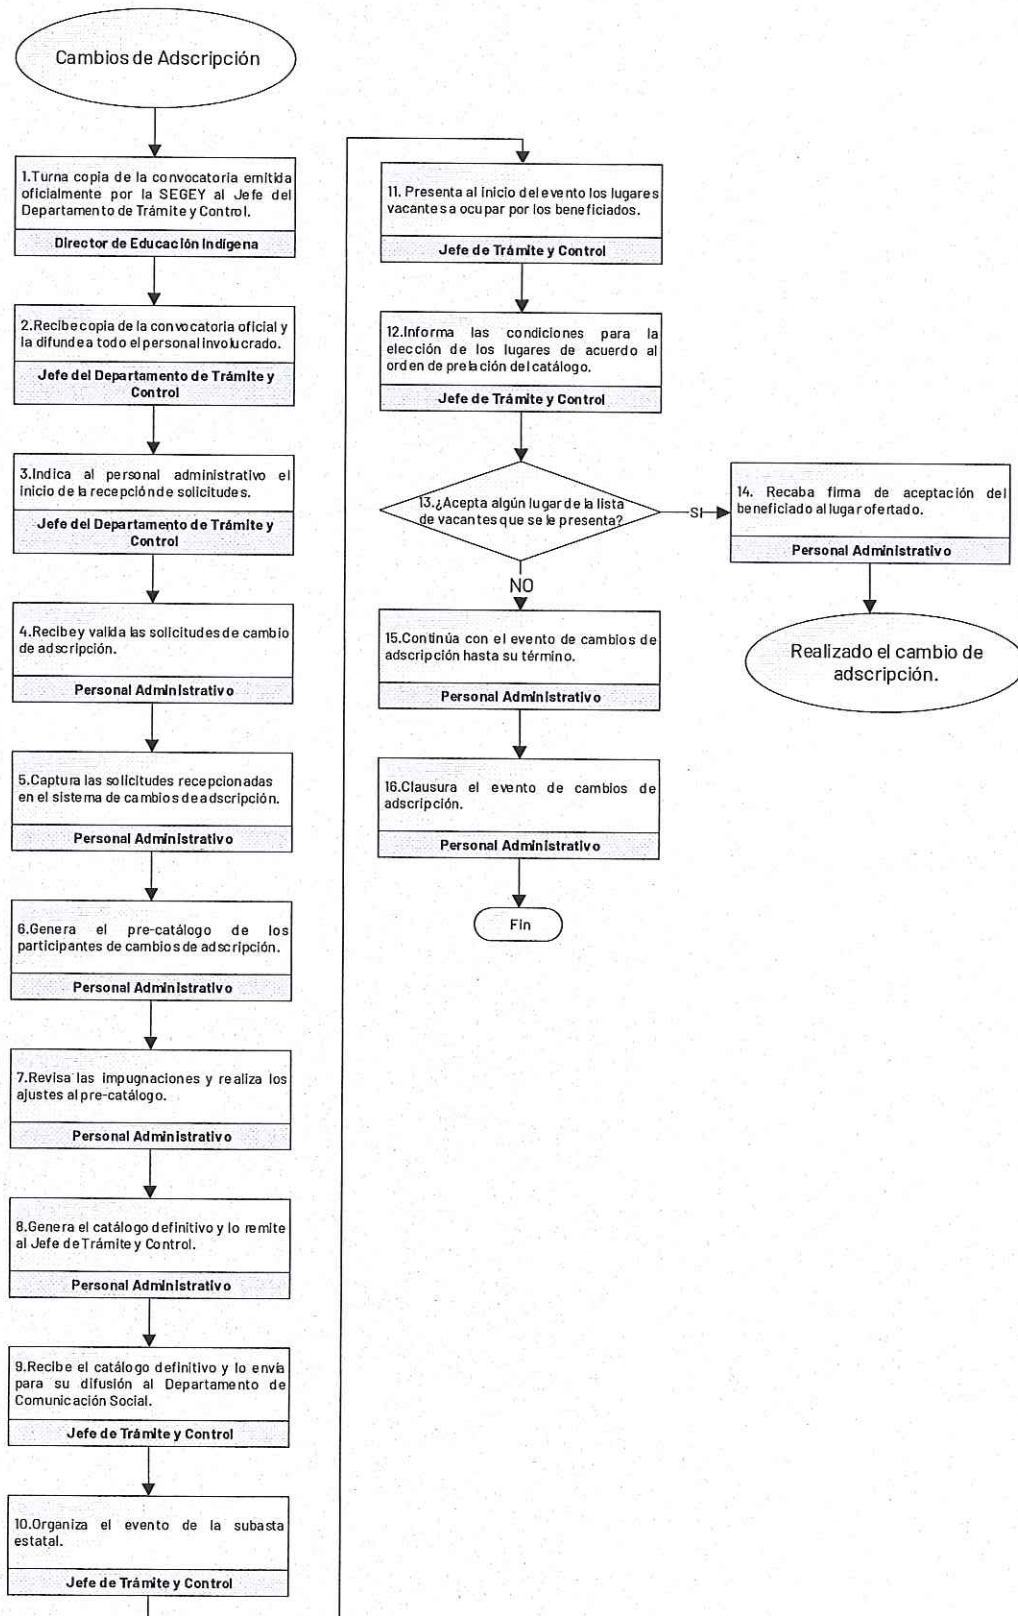 Cambios de Adscripción
1.Turna copia de la convocatoria emitida
oficialmente por la SEGEY al Jefe del
Departamento de Trámite y Control.
Director de Educación Indígena
2.Recibe copia de la convocatoria oficial y
la difunde a todo el personal involucrado.
Jefe del Departamento de Trámite y
Control
3.Indica al personal administrativo el
inicio de la recepción de solicitudes.
Jefe del Departamento de Trámite y
Control
4.Recibe y valida las solicitudes de cambio
de adscripción.
Personal Administrativo
5.Captura las solicitudes recepcionadas
en el sistema de cambios de adscripción.
Personal Administrativo
6.Genera el pre-catálogo de los
participantes de cambios de adscripción.
Personal Administrativo
7.Revisa las impugnaciones y realiza los
ajustes al pre-catálogo.
Personal Administrativo
8.Genera el catálogo definitivo y lo remite
al Jefe de Trámite y Control.
Personal Administrativo
9.Recibe el catálogo definitivo y lo envía
para su difusión al Departamento de
Comunicación Social.
Jefe de Trámite y Control
10.Organiza el evento de la subasta
estatal.
Jefe de Trámite y Control
11. Presenta al inicio del evento los lugares
vacantes a ocupar por los beneficiados.
Jefe de Trámite y Control
12.Informa las condiciones para la
elección de los lugares de acuerdo al
orden de prelación del catálogo.
Jefe de Trámite y Control
13.¿Acepta algún lugar de la lista
de vacantes que se le presenta?
SI
14. Recaba firma de aceptación del
beneficiado al lugar ofertado.
Personal Administrativo
Realizado el cambio de
adscripción.
NO
15.Continúa con el evento de cambios de
adscripción hasta su término.
Personal Administrativo
16.Clausura el evento de cambios de
adscripción.
Personal Administrativo
Fin